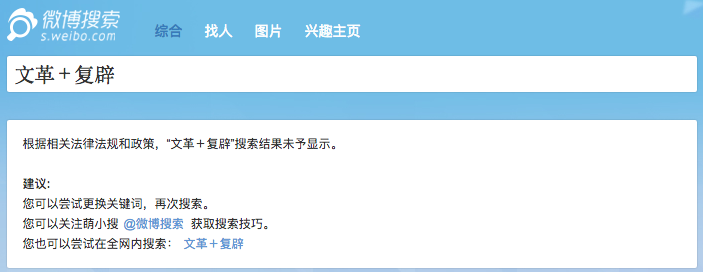 微博搜索
s.weibo.com
综合 找人 图片 兴趣主页
文革＋复辟
根据相关法律法规和政策，“文革＋复辟”搜索结果未予显示。
建议：
您可以尝试更换关键词，再次搜索。
您可以关注萌小搜 @微博搜索 获取搜索技巧。
您也可以尝试在全网内搜索： 文革＋复辟